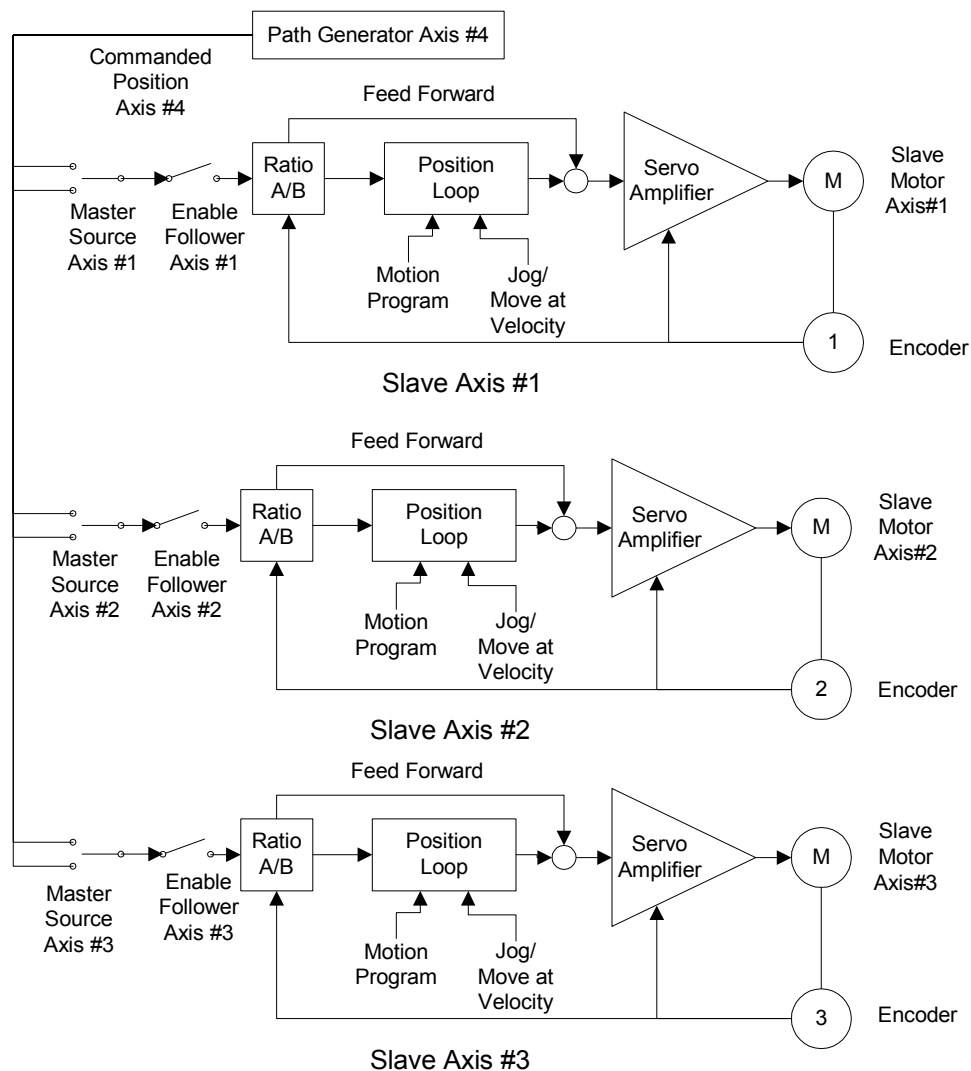 Path Generator Axis #4
Commanded
Position
Axis #4
Feed Forward
Ratio
A/B
Position
Loop
Servo
Amplifier
M
Slave
Motor
Axis#1
Master
Source
Axis #1
Enable
Follower
Axis #1
Motion
Program
Jog/
Move at
Velocity
1
Encoder
Slave Axis #1
Feed Forward
Ratio
A/B
Position
Loop
Servo
Amplifier
M
Slave
Motor
Axis#2
Master
Source
Axis #2
Enable
Follower
Axis #2
Motion
Program
Jog/
Move at
Velocity
2
Encoder
Slave Axis #2
Feed Forward
Ratio
A/B
Position
Loop
Servo
Amplifier
M
Slave
Motor
Axis#3
Master
Source
Axis #3
Enable
Follower
Axis #3
Motion
Program
Jog/
Move at
Velocity
3
Encoder
Slave Axis #3